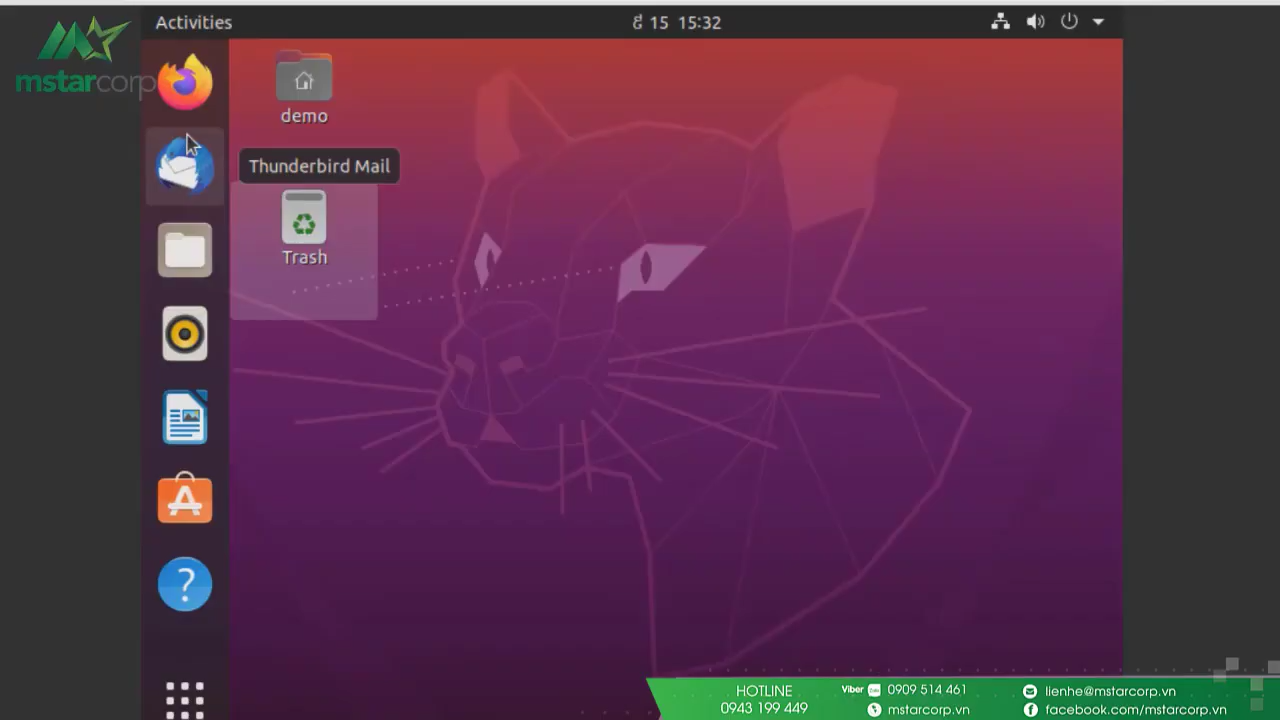 mstarcorp
Activities
15 15:32
demo
Thunderbird Mail
Trash
HOTLINE
0943 199 449
Viber Zalo 0909 514 461
mstarcorp.vn
lienhe@mstarcorp.vn
facebook.com/mstarcorp.vn